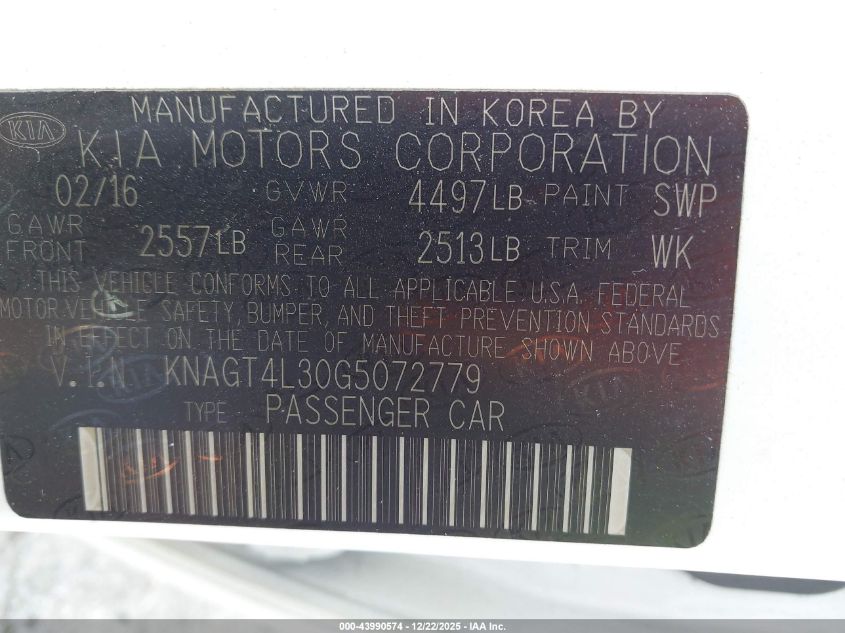 KIA
MANUFACTURED IN KOREA BY
KIA MOTORS CORPORATION
02/16 GVWR 4497LB PAINT SWP
GAWR FRONT 2557LB GAWR REAR 2513LB TRIM WK
THIS VEHICLE CONFORMS TO ALL APPLICABLE U.S.A. FEDERAL
MOTOR VEHICLE SAFETY, BUMPER, AND THEFT PREVENTION STANDARDS
IN EFFECT ON THE DATE OF MANUFACTURE SHOWN ABOVE.
V.I.N KNAGT4L30G5072779
TYPE PASSENGER CAR
000-43990574 12/22/2025 IAA Inc.